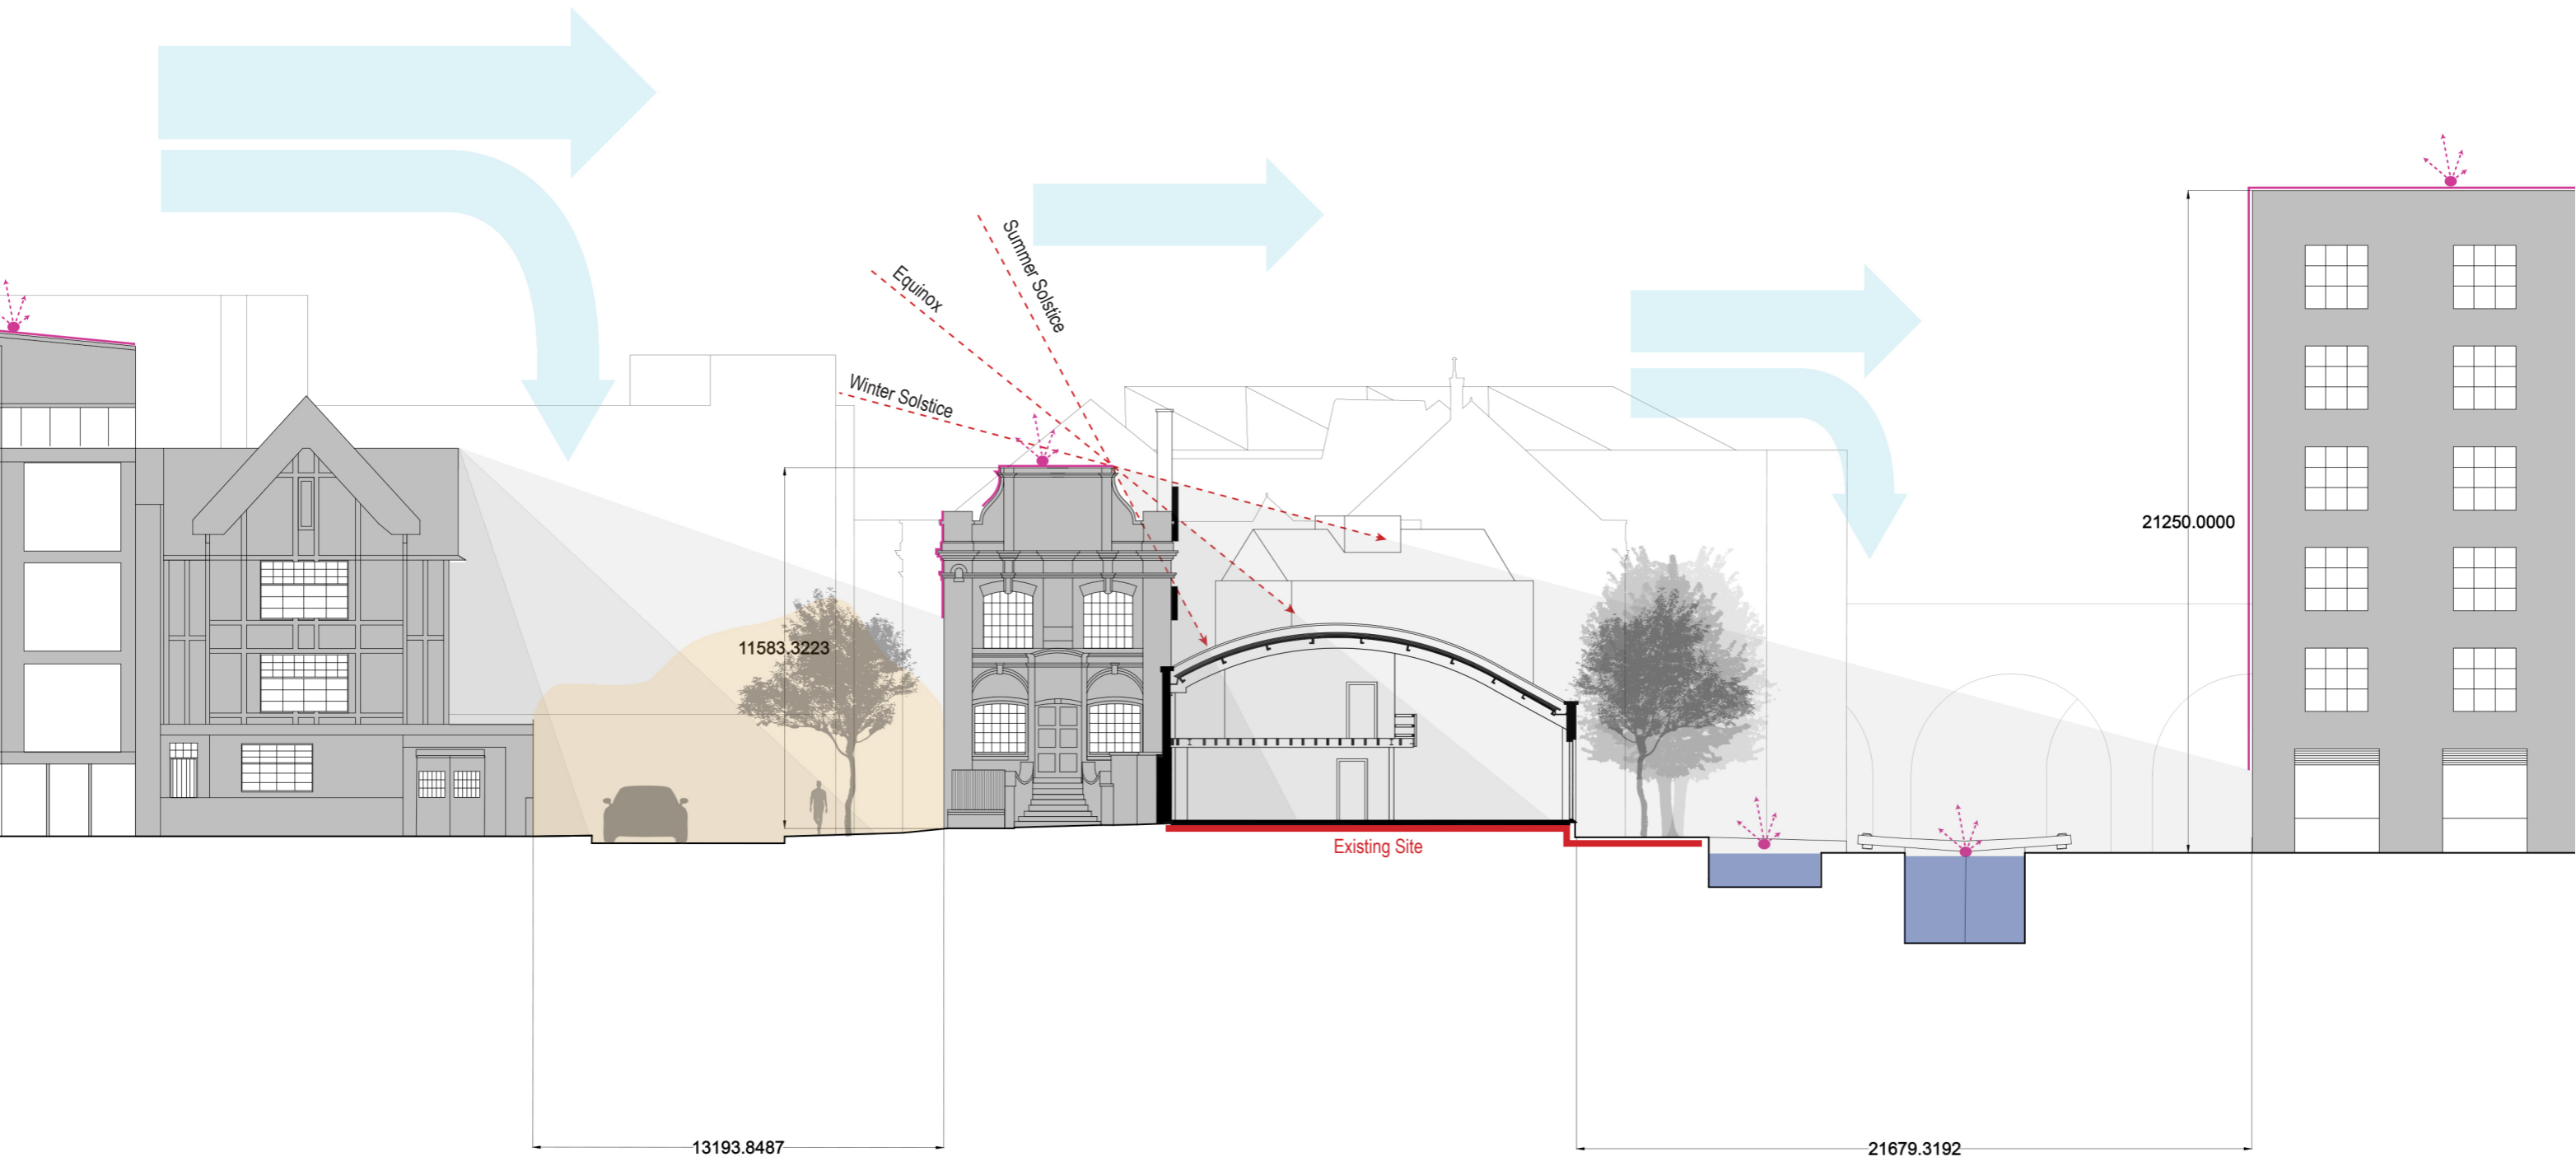 Summer Solstice
Equinox
Winter Solstice
21250.0000
11583.3223
Existing Site
13193.8487
21679.3192